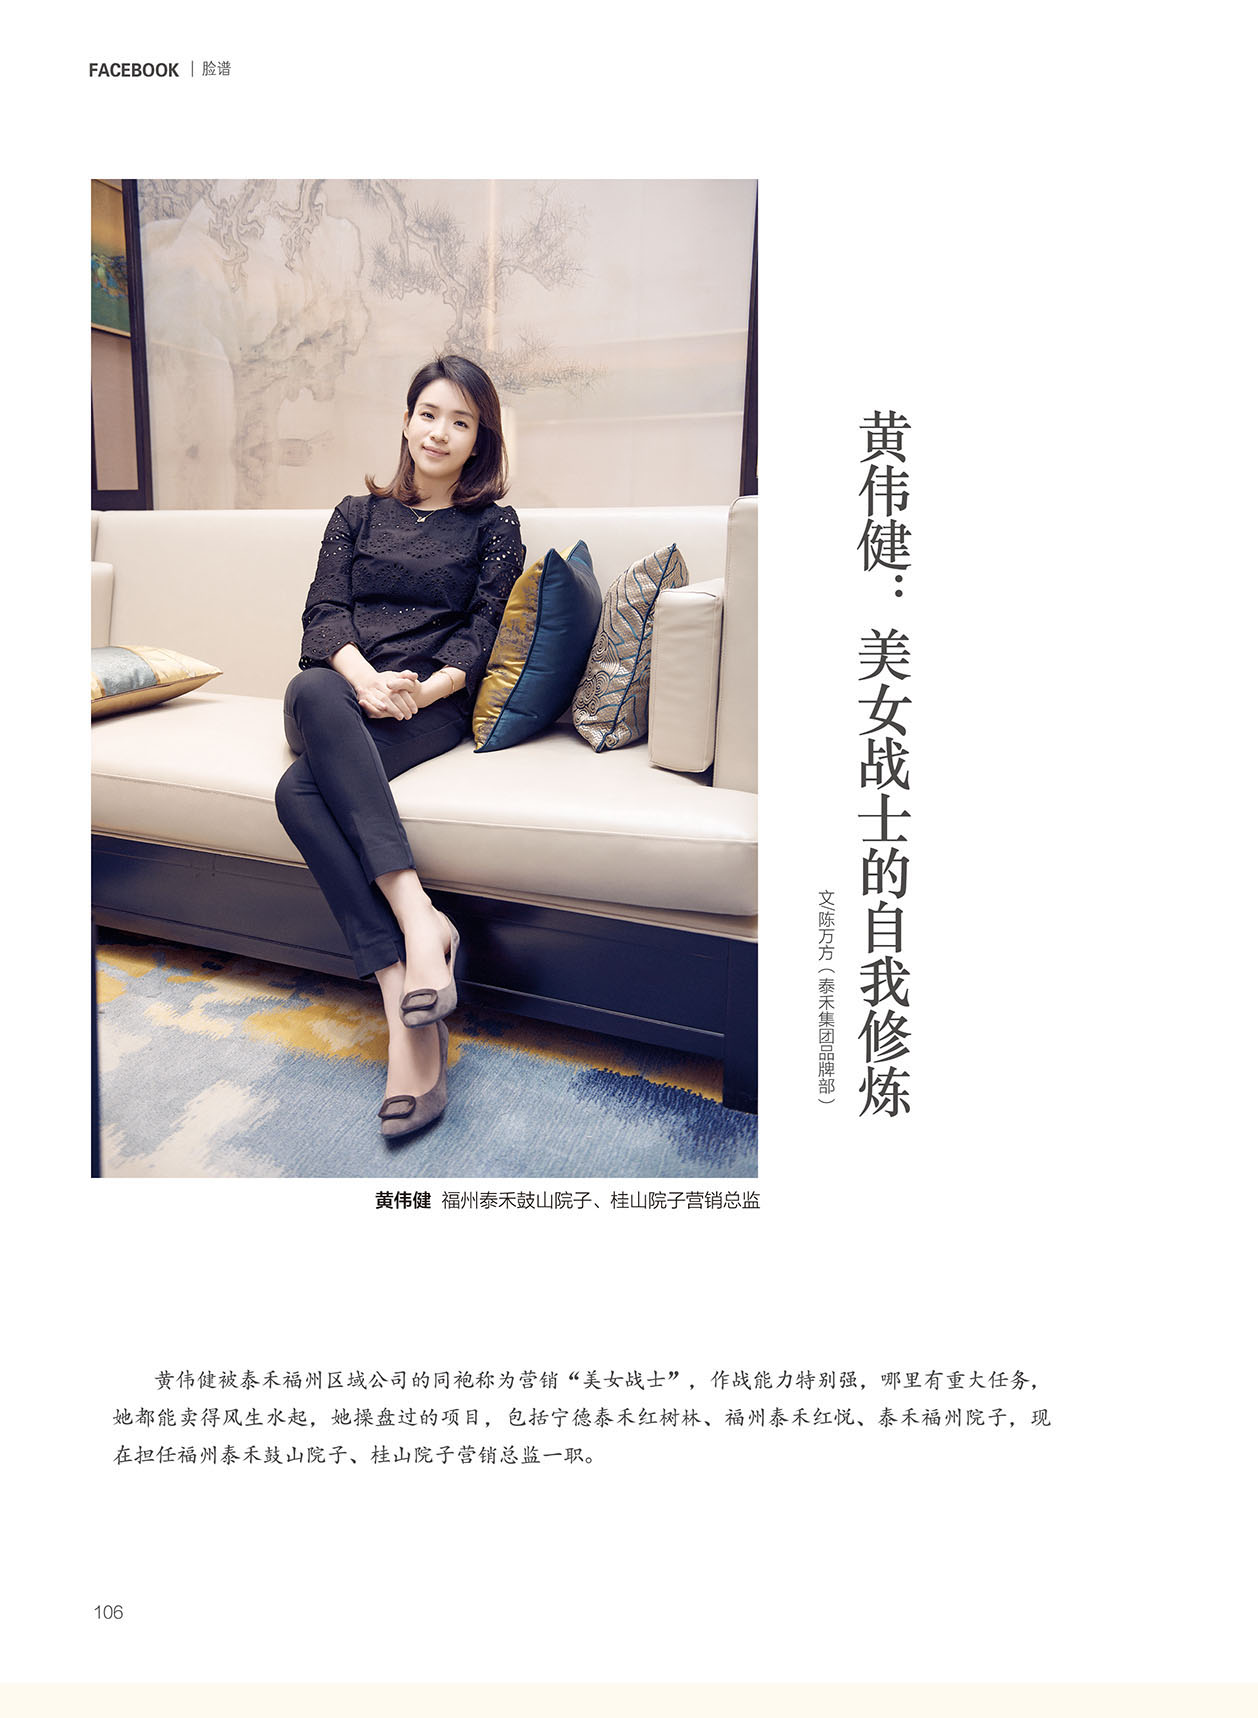 FACEBOOK | 脸谱
黄伟健：美女战士的自我修炼
文/陈万方（泰禾集团品牌部）
黄伟健 福州泰禾鼓山院子、桂山院子营销总监
黄伟健被泰禾福州区域公司的同袍称为营销“美女战士”，作战能力特别强，哪里有重大任务，
她都能卖得风生水起，她操盘过的项目，包括宁德泰禾红树林、福州泰禾红悦、泰禾福州院子，现
在担任福州泰禾鼓山院子、桂山院子营销总监一职。
106